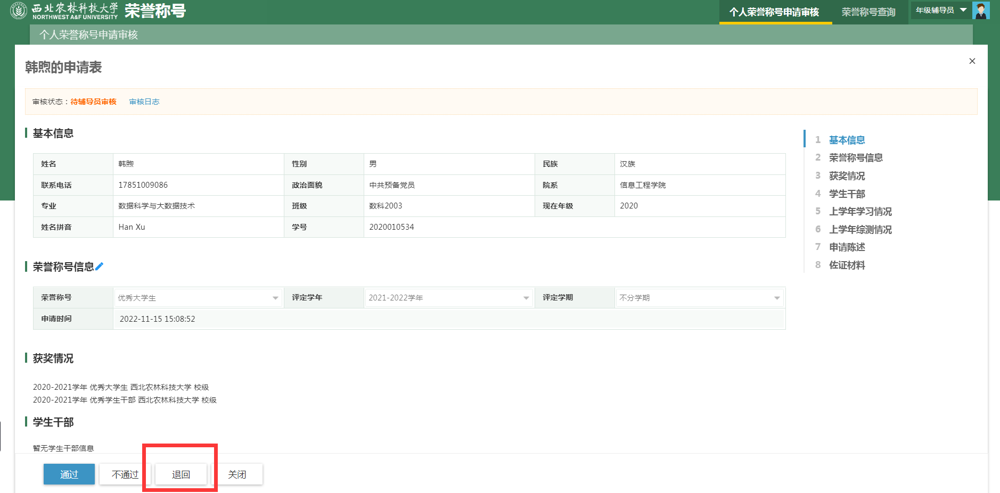 西北农林科技大学 荣誉称号
NORTHWEST A&F UNIVERSITY
个人荣誉称号申请审核 荣誉称号查询 年级辅导员
个人荣誉称号申请审核
韩煦的申请表 ×
审核状态：待辅导员审核 审核日志
基本信息
姓名 韩煦 性别 男 民族 汉族
联系电话 17851009086 政治面貌 中共预备党员 院系 信息工程学院
专业 数据科学与大数据技术 班级 数科2003 现在年级 2020
姓名拼音 Han Xu 学号 2020010534
荣誉称号信息
荣誉称号 优秀大学生 评定学年 2021-2022学年 评定学期 不分学期
申请时间 2022-11-15 15:08:52
获奖情况
2020-2021学年 优秀大学生 西北农林科技大学 校级
2020-2021学年 优秀学生干部 西北农林科技大学 校级
学生干部
暂无学生干部信息
通过 不通过 退回 关闭
1 基本信息
2 荣誉称号信息
3 获奖情况
4 学生干部
5 上学年学习情况
6 上学年综测情况
7 申请陈述
8 佐证材料